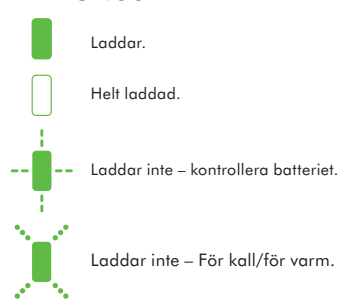 Laddar.
Helt laddad.
Laddar inte – kontrollera batteriet.
Laddar inte – För kall/för varm.